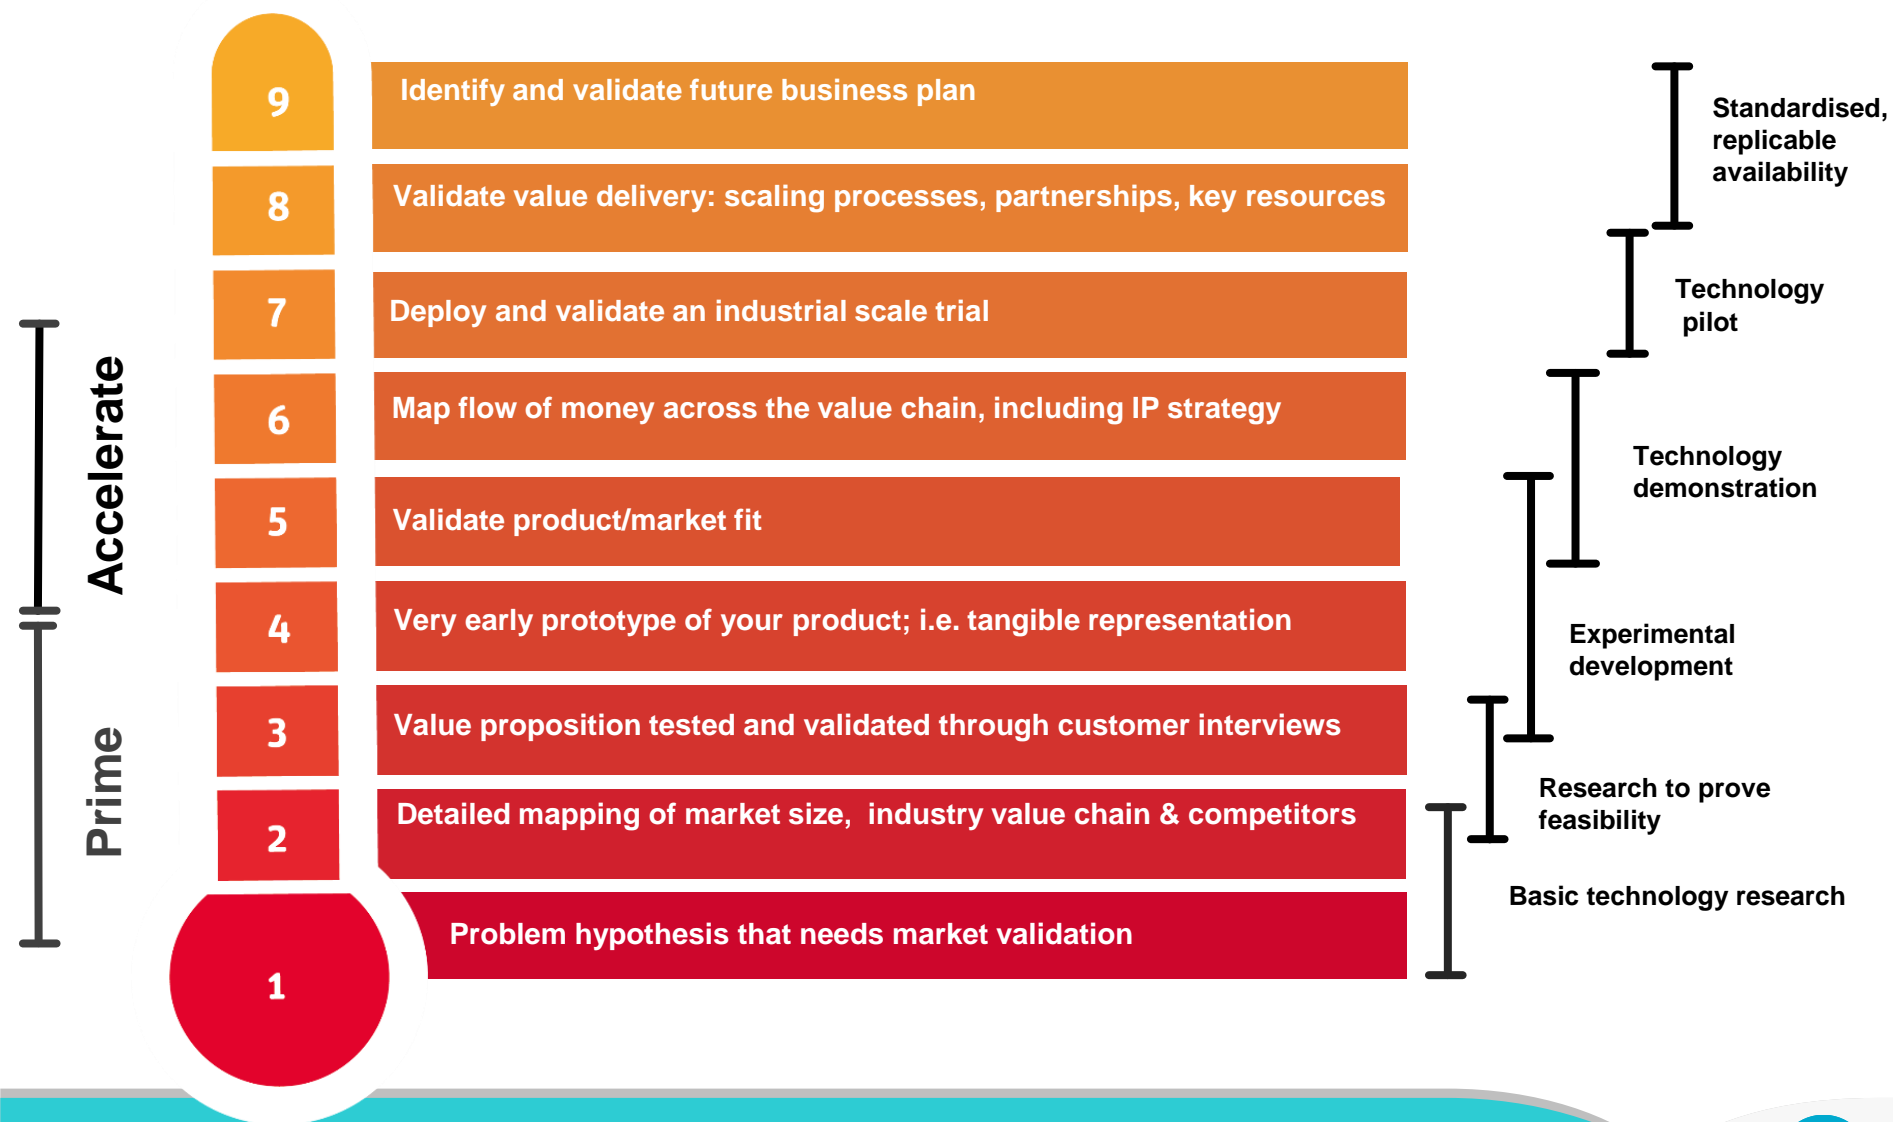 9
Identify and validate future business plan
8
Validate value delivery: scaling processes, partnerships, key resources
7
Deploy and validate an industrial scale trial
6
Map flow of money across the value chain, including IP strategy
5
Validate product/market fit
4
Very early prototype of your product; i.e. tangible representation
3
Value proposition tested and validated through customer interviews
2
Detailed mapping of market size,  industry value chain & competitors
1
Problem hypothesis that needs market validation
Accelerate
Prime
Standardised,
replicable
availability
Technology
pilot
Technology
demonstration
Experimental
development
Research to prove
feasibility
Basic technology research